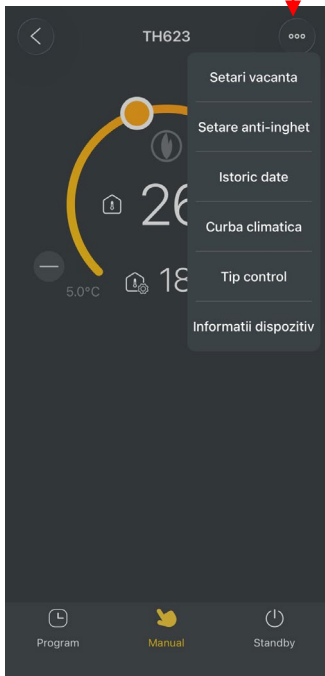 TH623
Setari vacanta
Setare anti-inghet
Istoric date
Curba climatica
Tip control
Informatii dispozitiv
26
18
5.0°C
Program
Manual
Standby